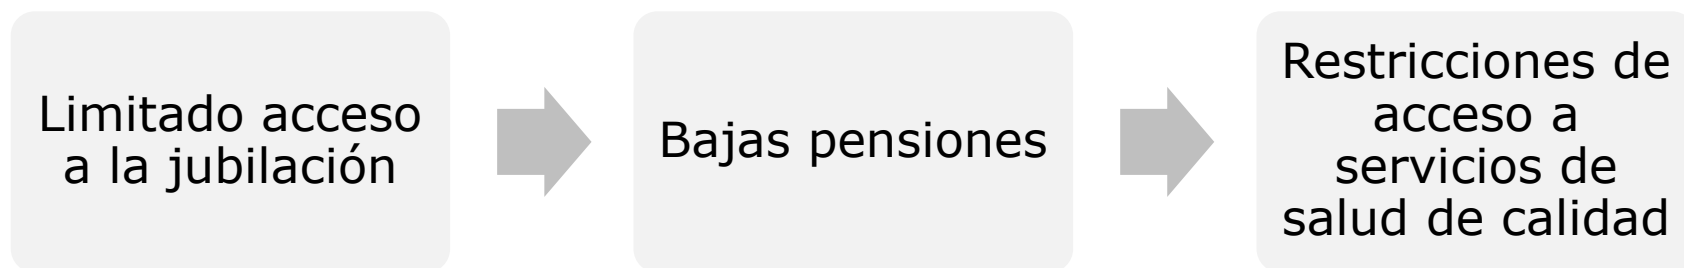 Limitado acceso
a la jubilación
Bajas pensiones
Restricciones de
acceso a
servicios de
salud de calidad